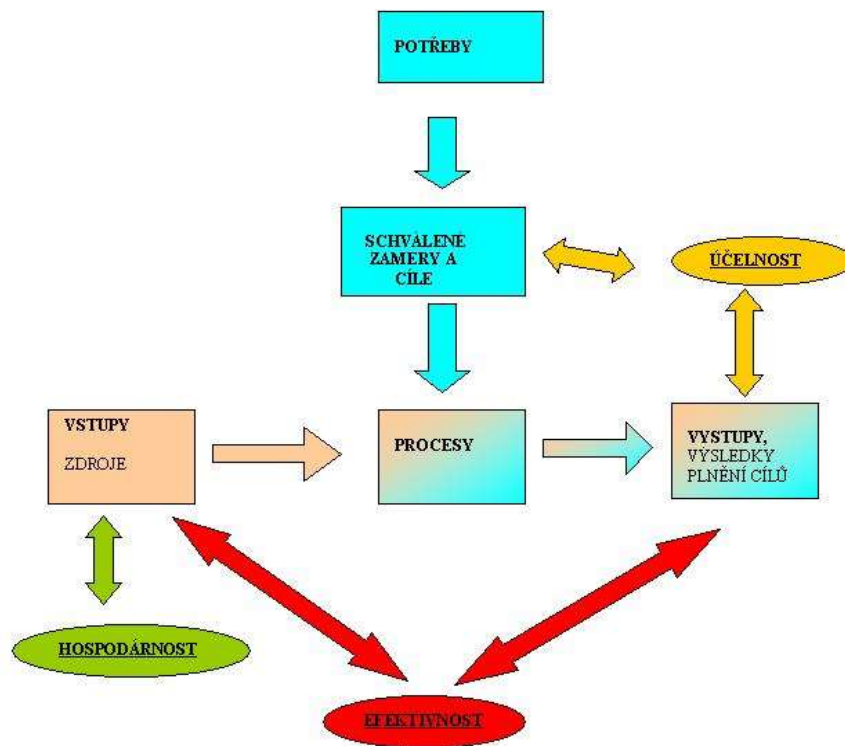 POTŘEBY
SCHVÁLENÉ
ZAMERY A
CÍLE
ÚČELNOST
VSTUPY
ZDROJE
PROCESY
VYSTUPY,
VÝSLEDKY
PLNĚNÍ CÍLŮ
HOSPODÁRNOST
EFEKTIVNOST